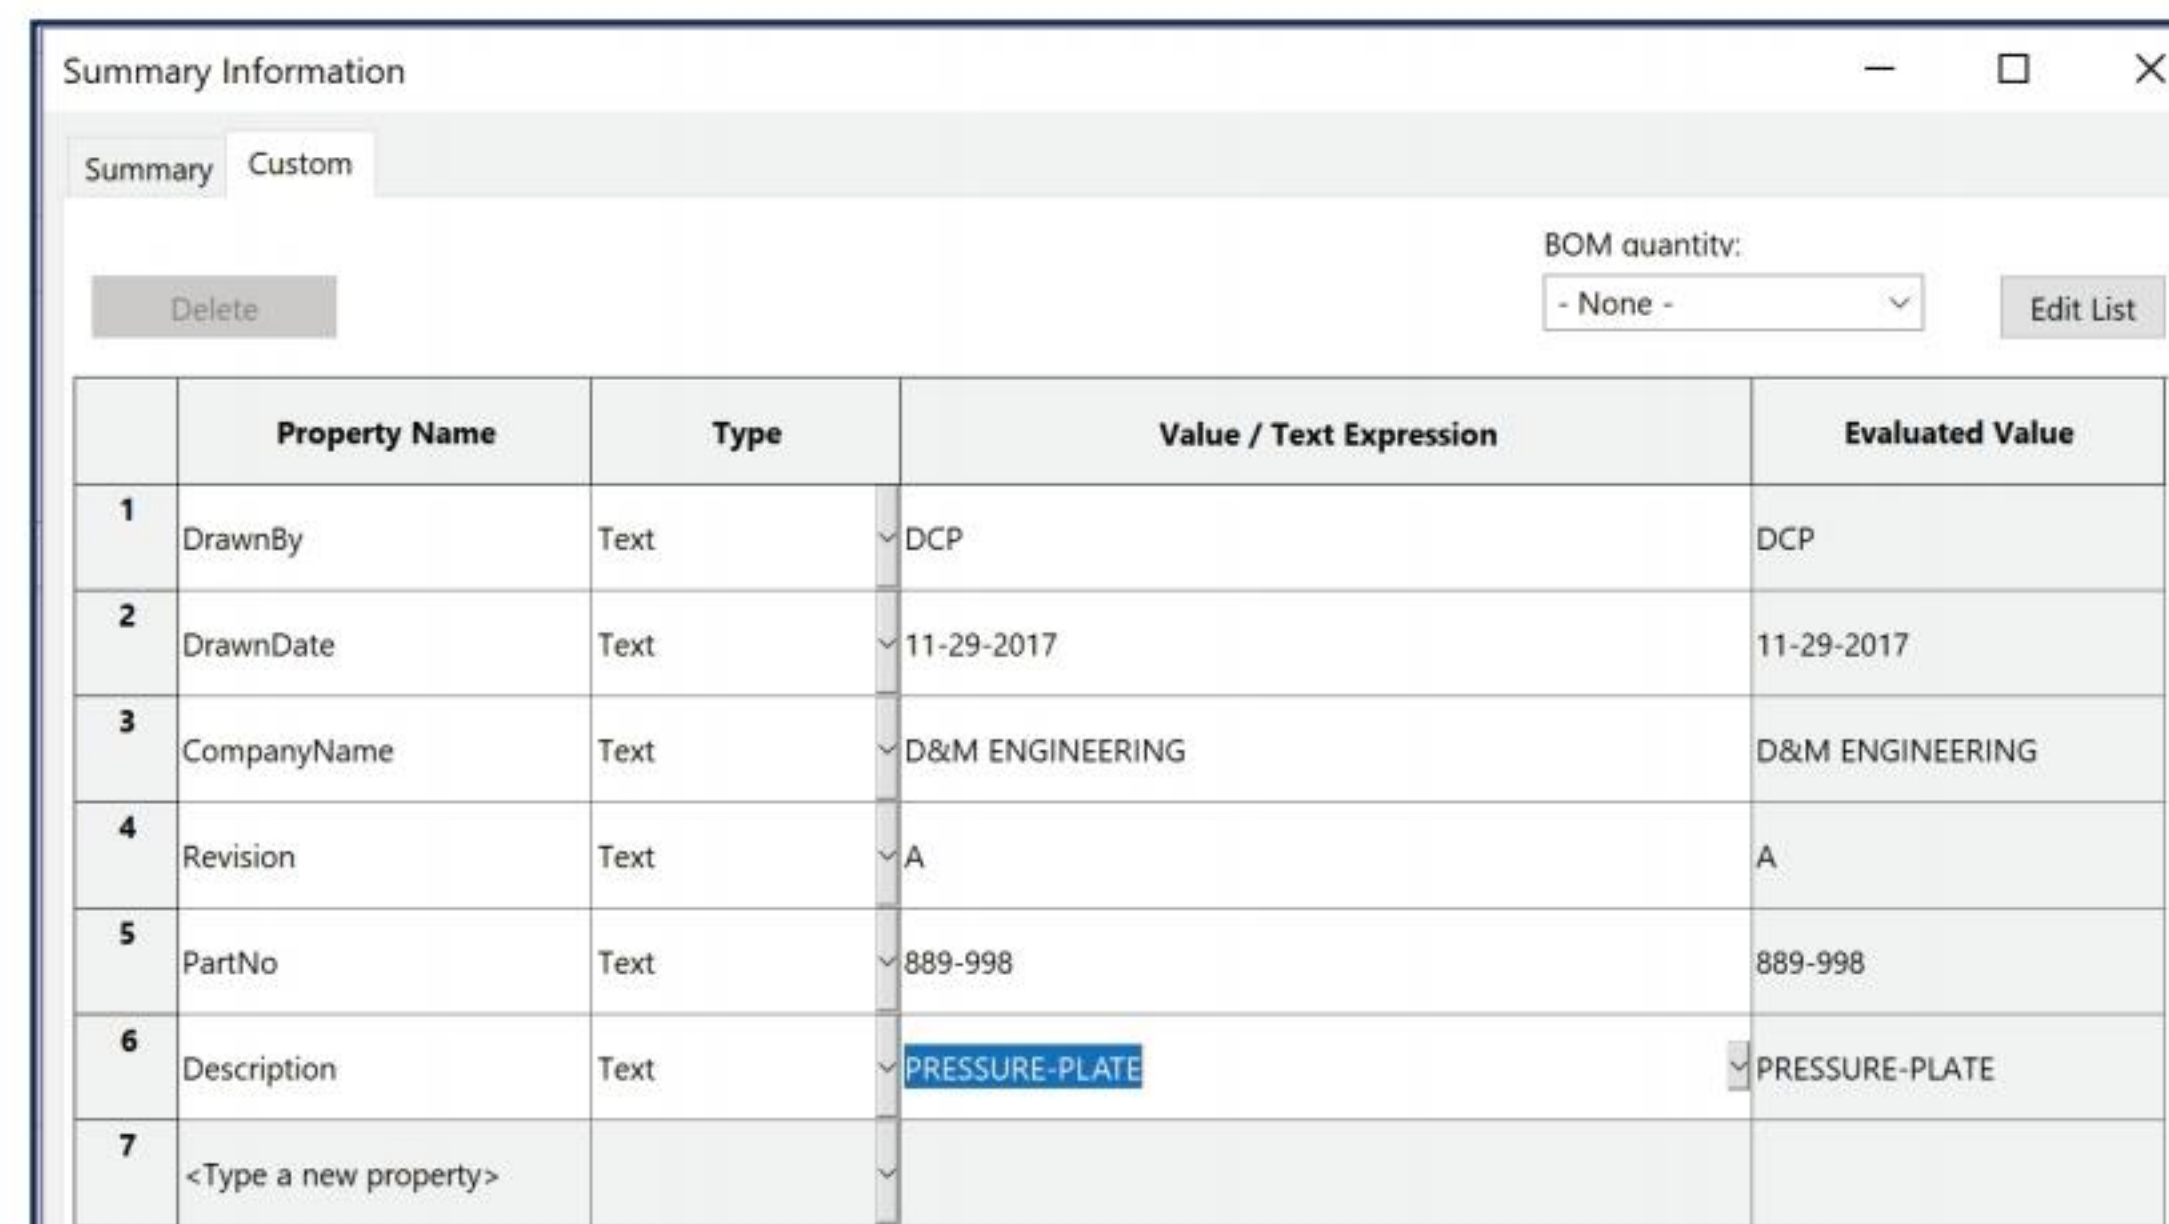 Summary Information
Summary Custom
BOM quantity:
Delete - None - Edit List
Property Name Type Value / Text Expression Evaluated Value
1 DrawnBy Text DCP DCP
2 DrawnDate Text 11-29-2017 11-29-2017
3 CompanyName Text D&M ENGINEERING D&M ENGINEERING
4 Revision Text A A
5 PartNo Text 889-998 889-998
6 Description Text PRESSURE-PLATE PRESSURE-PLATE
7 <Type a new property>